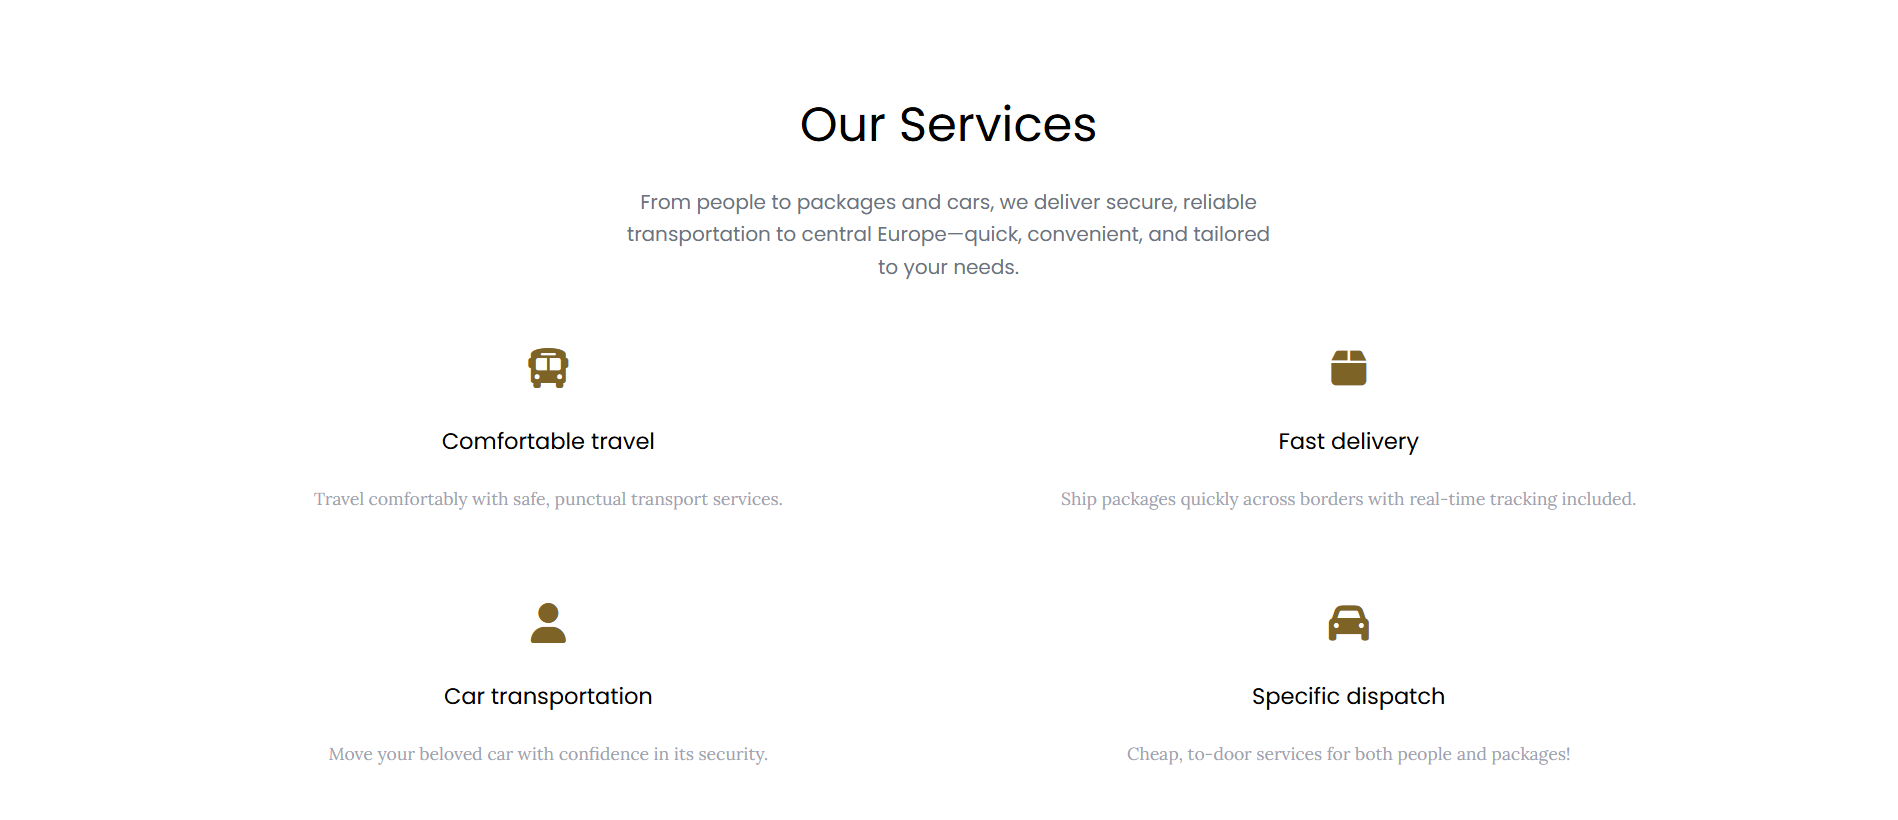 Our Services
From people to packages and cars, we deliver secure, reliable
transportation to central Europe—quick, convenient, and tailored
to your needs.
Comfortable travel
Travel comfortably with safe, punctual transport services.
Fast delivery
Ship packages quickly across borders with real-time tracking included.
Car transportation
Move your beloved car with confidence in its security.
Specific dispatch
Cheap, to-door services for both people and packages!